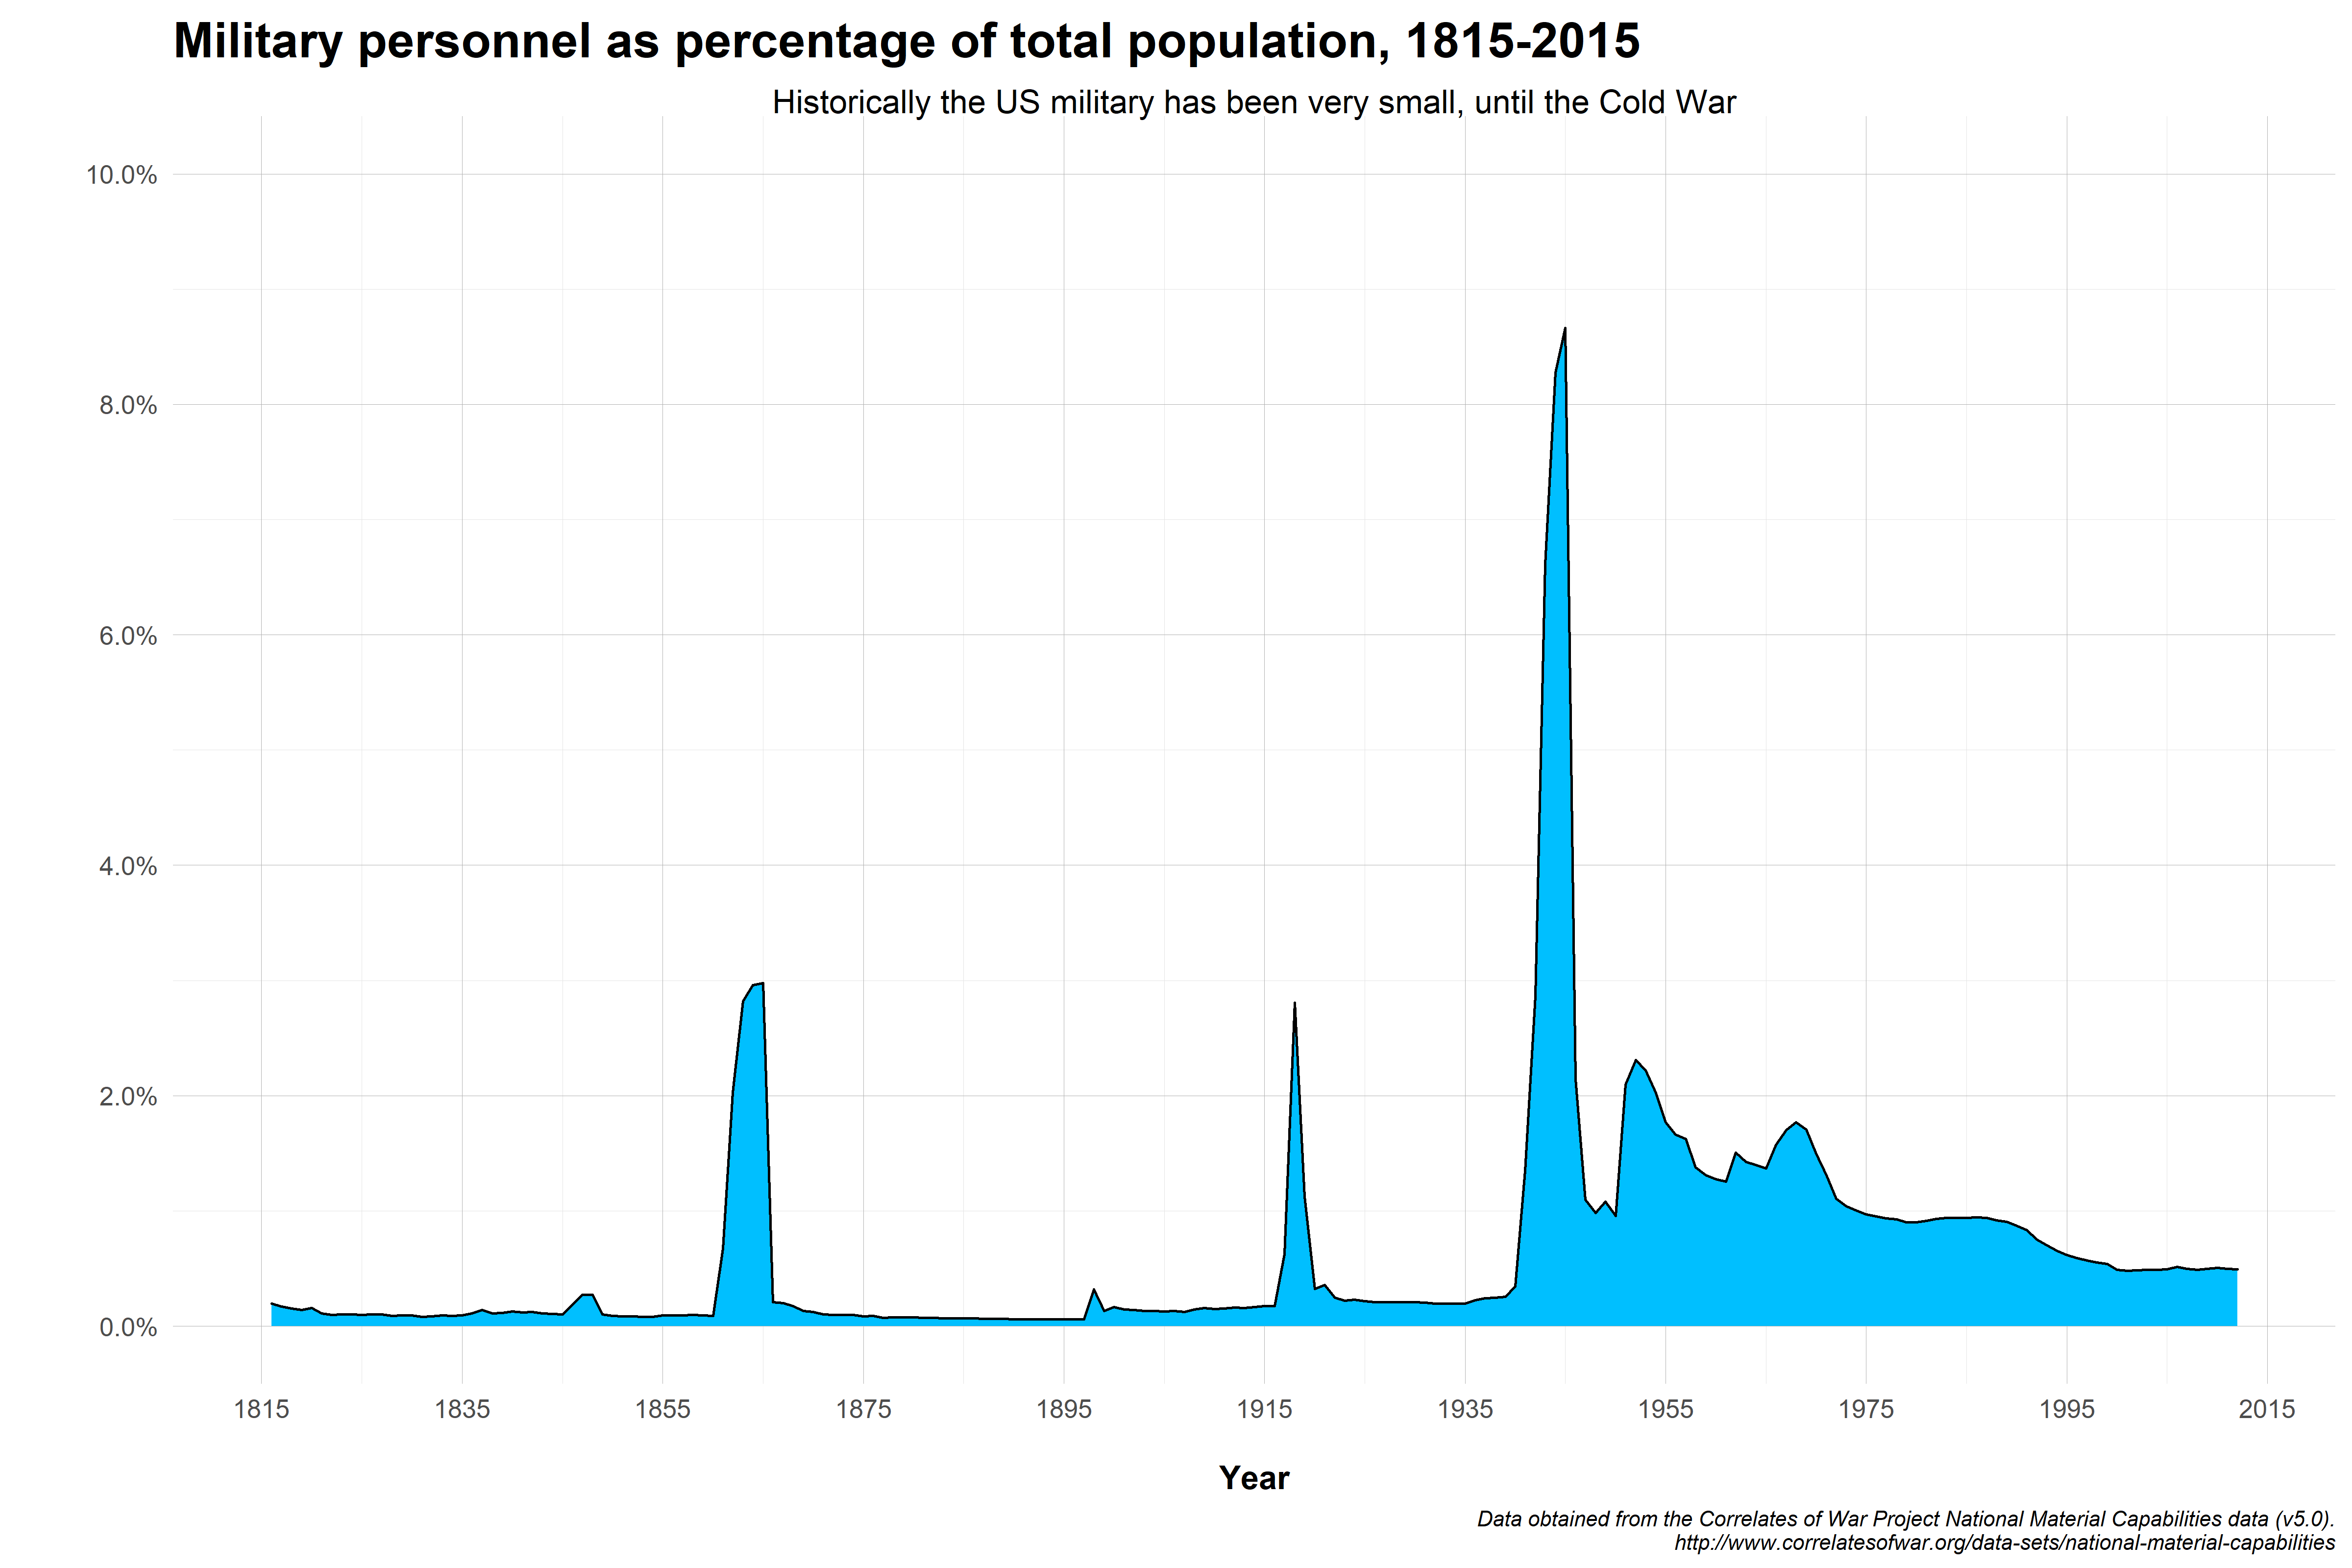 Military personnel as percentage of total population, 1815-2015
Historically the US military has been very small, until the Cold War
10.0%
8.0%
6.0%
4.0%
2.0%
0.0%
1815 1835 1855 1875 1895 1915 1935 1955 1975 1995 2015
Year
Data obtained from the Correlates of War Project National Material Capabilities data (v5.0).
http://www.correlatesofwar.org/data-sets/national-material-capabilities